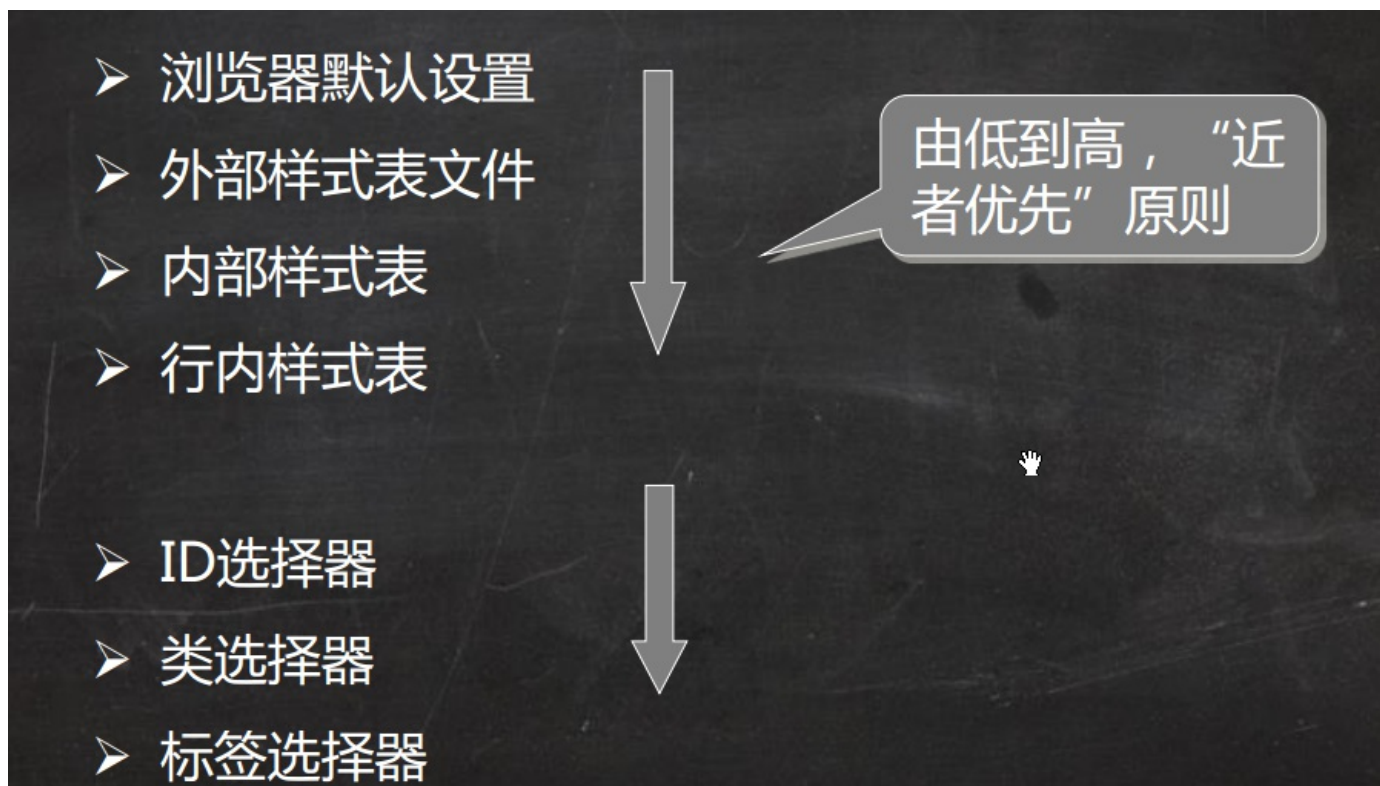 浏览器默认设置
外部样式表文件
内部样式表
行内样式表
由低到高，“近
者优先”原则
ID选择器
类选择器
标签选择器